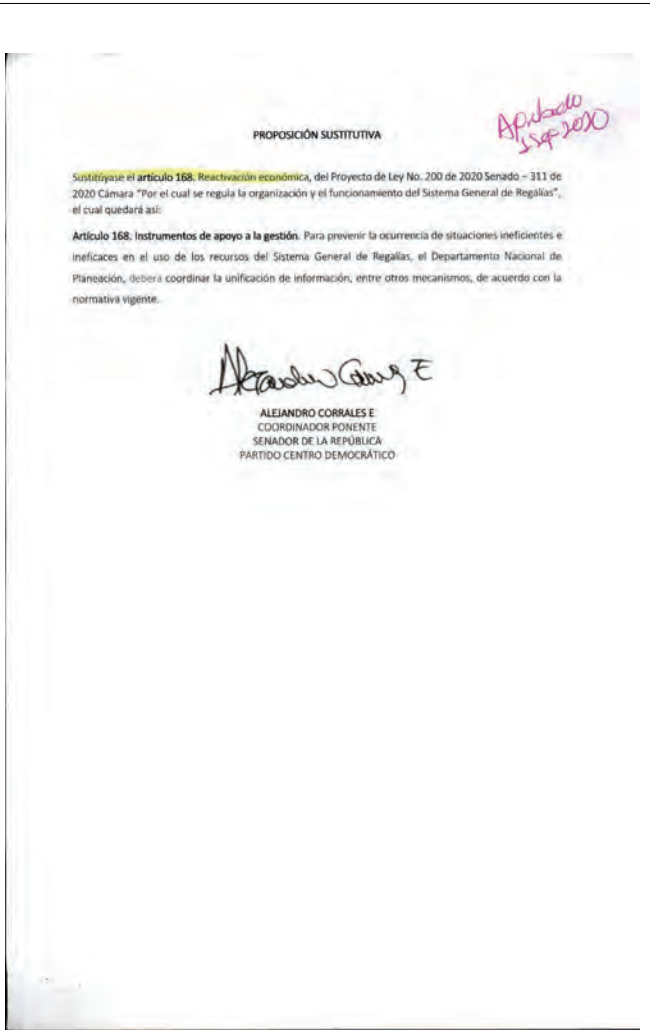 Aprobado
1 Sep 2020
PROPOSICIÓN SUSTITUTIVA
Sustitúyase el artículo 168. Reactivación económica, del Proyecto de Ley No. 200 de 2020 Senado – 311 de
2020 Cámara "Por el cual se regula la organización y el funcionamiento del Sistema General de Regalías",
el cual quedará así:
Artículo 168. Instrumentos de apoyo a la gestión. Para prevenir la ocurrencia de situaciones ineficientes e
ineficaces en el uso de los recursos del Sistema General de Regalías, el Departamento Nacional de
Planeación, deberá coordinar la unificación de información, entre otros mecanismos, de acuerdo con la
normativa vigente.
Alejandro Corrales E
ALEJANDRO CORRALES E
COORDINADOR PONENTE
SENADOR DE LA REPÚBLICA
PARTIDO CENTRO DEMOCRÁTICO